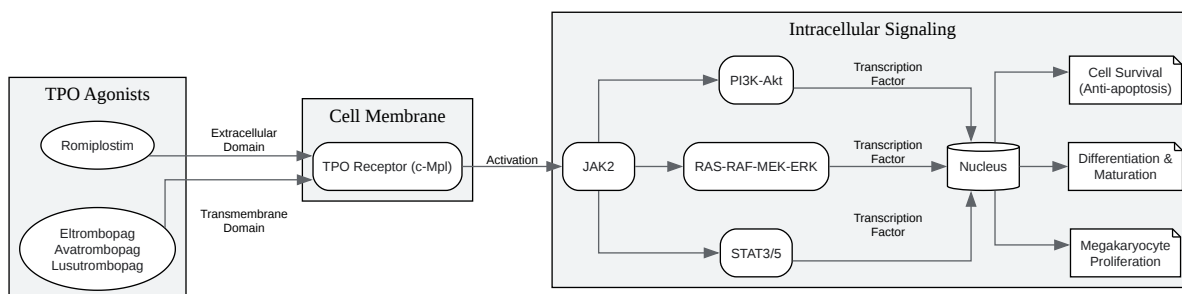 TPO Agonists
Romiplostim
Eltrombopag
Avatrombopag
Lusutrombopag
Extracellular
Domain
Transmembrane
Domain
Cell Membrane
TPO Receptor (c-Mpl)
Activation
Intracellular Signaling
JAK2
PI3K-Akt
RAS-RAF-MEK-ERK
STAT3/5
Transcription
Factor
Transcription
Factor
Transcription
Factor
Nucleus
Cell Survival
(Anti-apoptosis)
Differentiation &
Maturation
Megakaryocyte
Proliferation